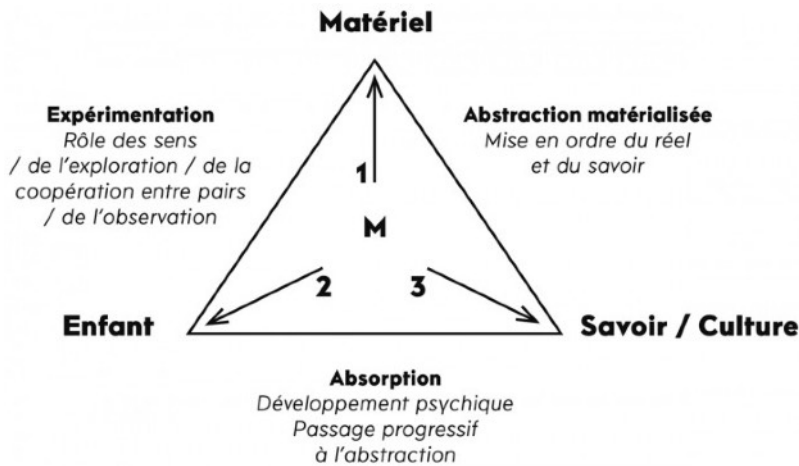 Matériel
Expérimentation
Rôle des sens
/ de l'exploration / de la
coopération entre pairs
/ de l'observation
Abstraction matérialisée
Mise en ordre du réel
et du savoir
1
M
2
3
Enfant
Savoir / Culture
Absorption
Développement psychique
Passage progressif
à l'abstraction